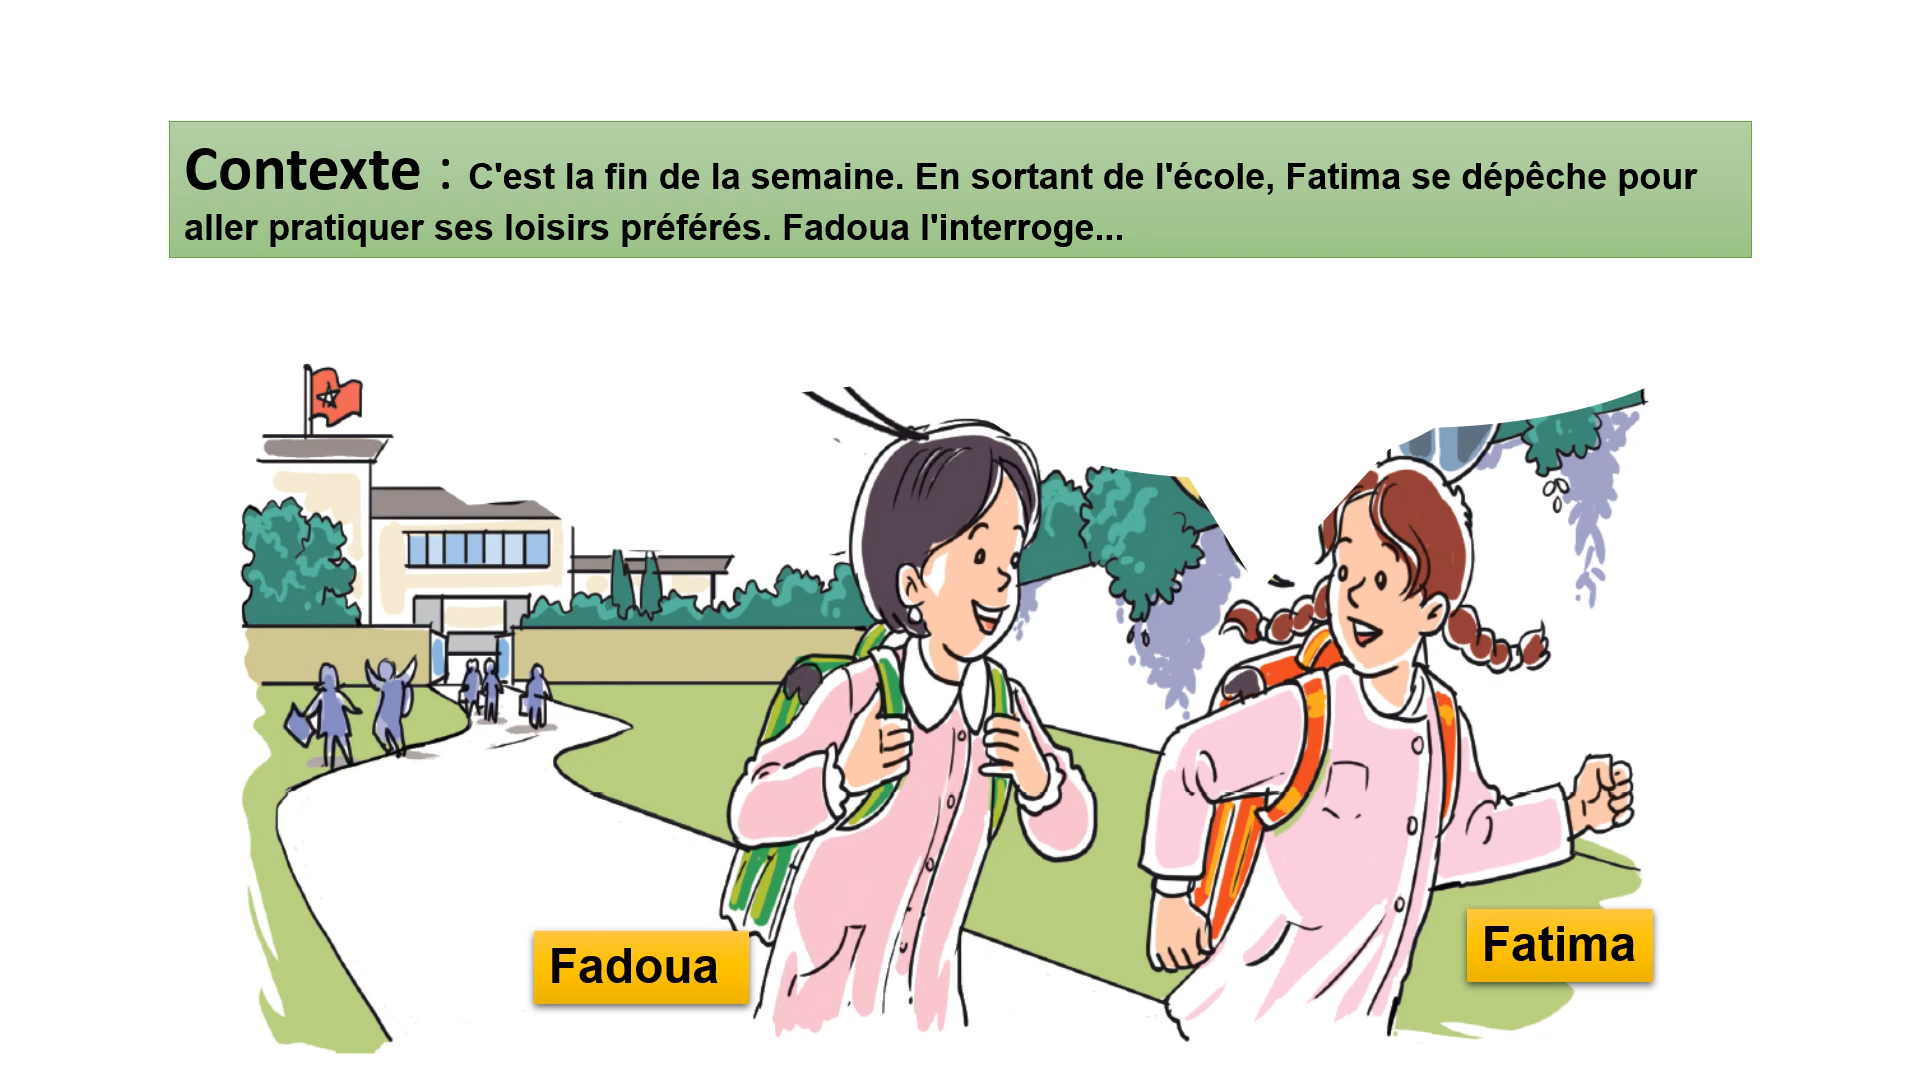 Contexte : C'est la fin de la semaine. En sortant de l'école, Fatima se dépêche pour
aller pratiquer ses loisirs préférés. Fadoua l'interroge...
Fadoua
Fatima